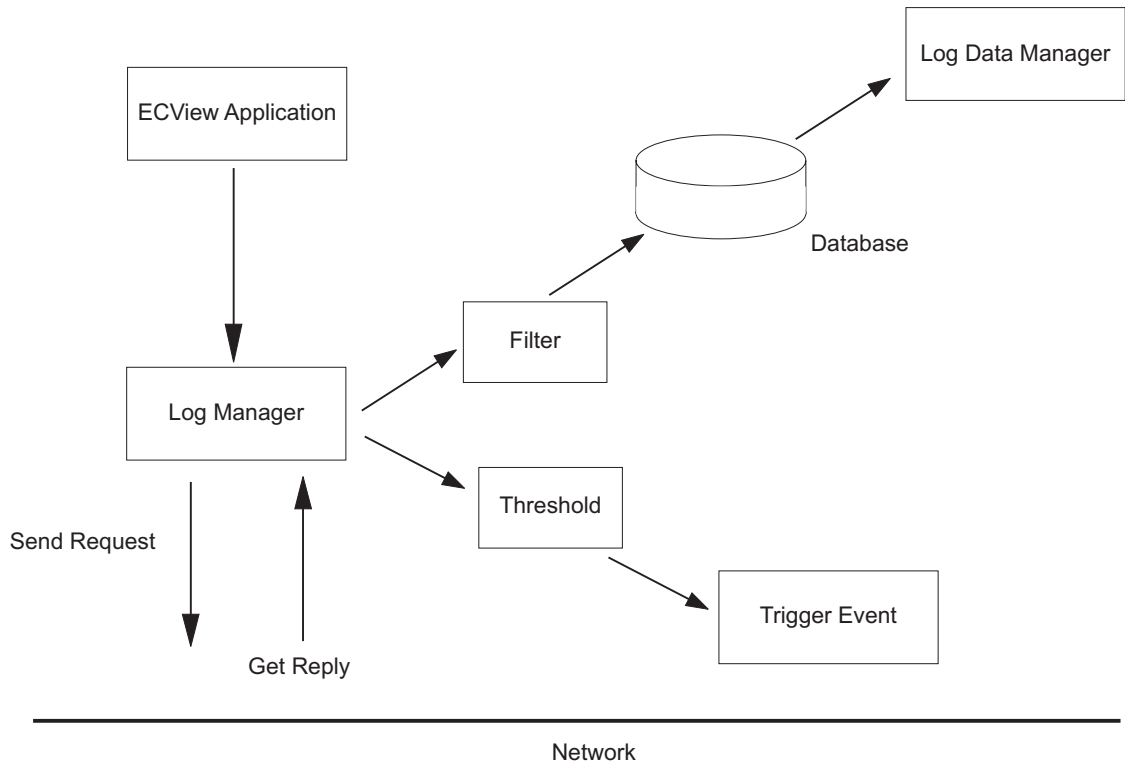 Log Data Manager
ECView Application
Database
Filter
Log Manager
Threshold
Send Request
Trigger Event
Get Reply
Network